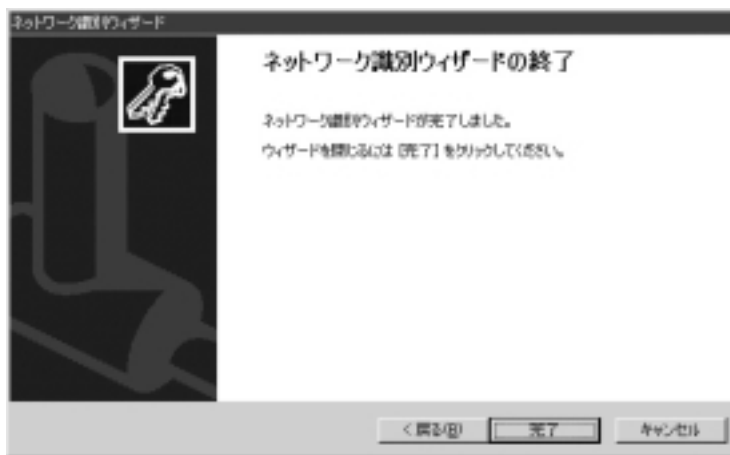 ネットワーク識別ウィザード
ネットワーク識別ウィザードの終了
ネットワーク識別ウィザードが完了しました。
ウィザードを閉じるには [完了] をクリックしてください。
< 戻る(B)
完了
キャンセル